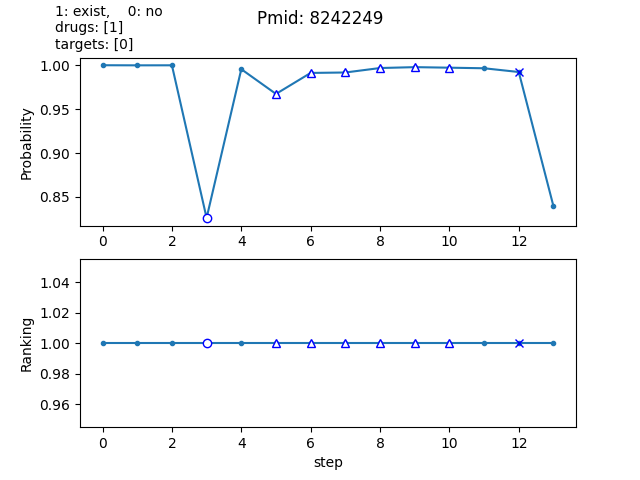 1: exist,    0: no
drugs: [1]
targets: [0]
Pmid: 8242249
1.00
0.95
0.90
0.85
Probability
0 2 4 6 8 10 12
1.04
1.02
1.00
0.98
0.96
Ranking
0 2 4 6 8 10 12
step